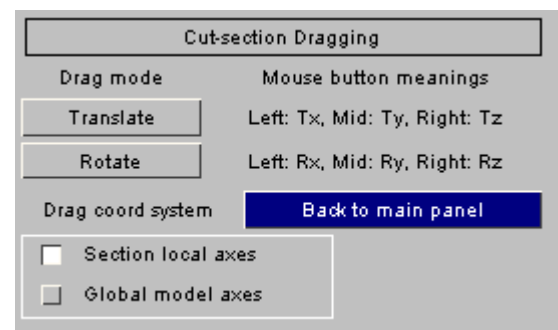 Cut-section Dragging
Drag mode Mouse button meanings
Translate Left: Tx, Mid: Ty, Right: Tz
Rotate Left: Rx, Mid: Ry, Right: Rz
Drag coord system Back to main panel
Section local axes
Global model axes